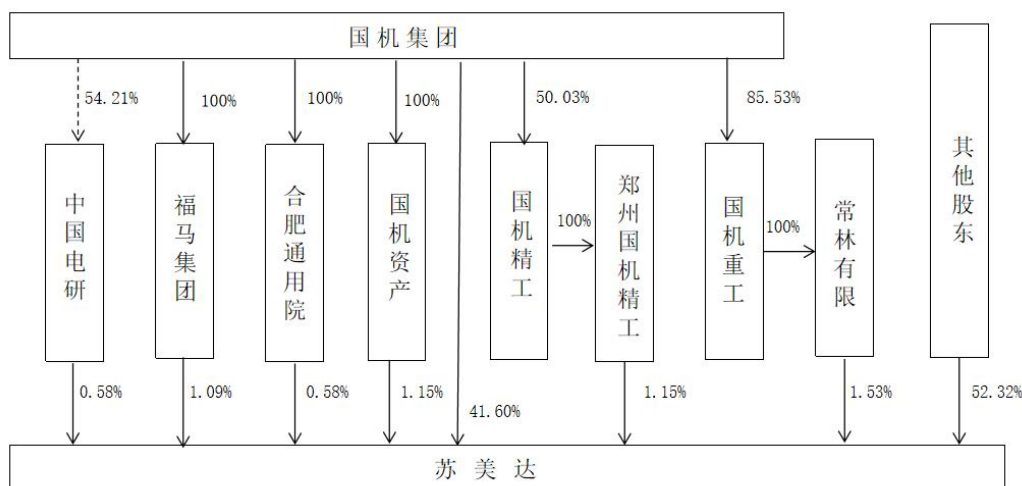 国机集团
54.21%
100%
100%
100%
50.03%
85.53%
中国电研
福马集团
合肥通用院
国机资产
国机精工
100%
郑州国机精工
国机重工
100%
常林有限
其他股东
0.58%
1.09%
0.58%
1.15%
41.60%
1.15%
1.53%
52.32%
苏美达